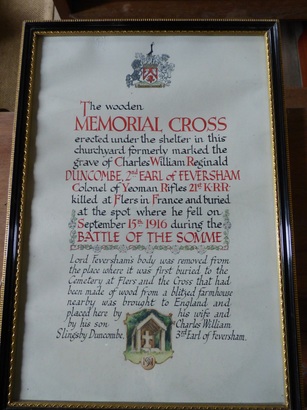 The wooden
MEMORIAL CROSS
erected under the shelter in this
churchyard formerly marked the
grave of Charles William Reginald
DUNCOMBE, 2nd EARL of FEVERSHAM
Colonel of Yeoman Rifles 21st K·R·R·
killed at Flers in France and buried
at the spot where he fell on
September 15th 1916 during the
BATTLE OF THE SOMME
Lord Feversham's body was removed from
the place where it was first buried to the
Cemetery at Flers and the Cross that had
been made of wood from a blitzed farmhouse
nearby was brought to England and
placed here by his wife and
by his son Charles William
Slingsby Duncombe, 3rd Earl of Feversham.